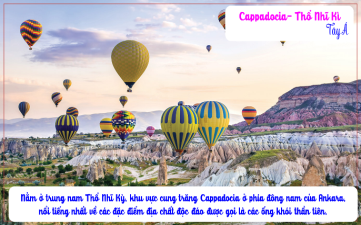 Cappadocia- Thổ Nhĩ Kì
Tây Á
Nằm ở trung nam Thổ Nhĩ Kỳ, khu vực cung trăng Cappadocia ở phía đông nam của Ankara,
nổi tiếng nhất về các đặc điểm địa chất độc đáo được gọi là các ống khói thần tiên.